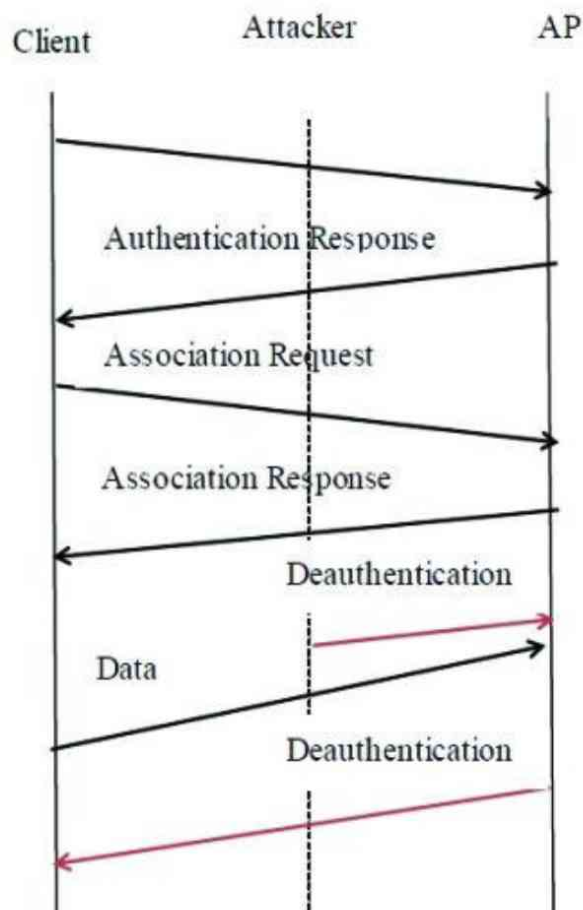 Client
Attacker
AP
Authentication Response
Association Request
Association Response
Deauthentication
Data
Deauthentication